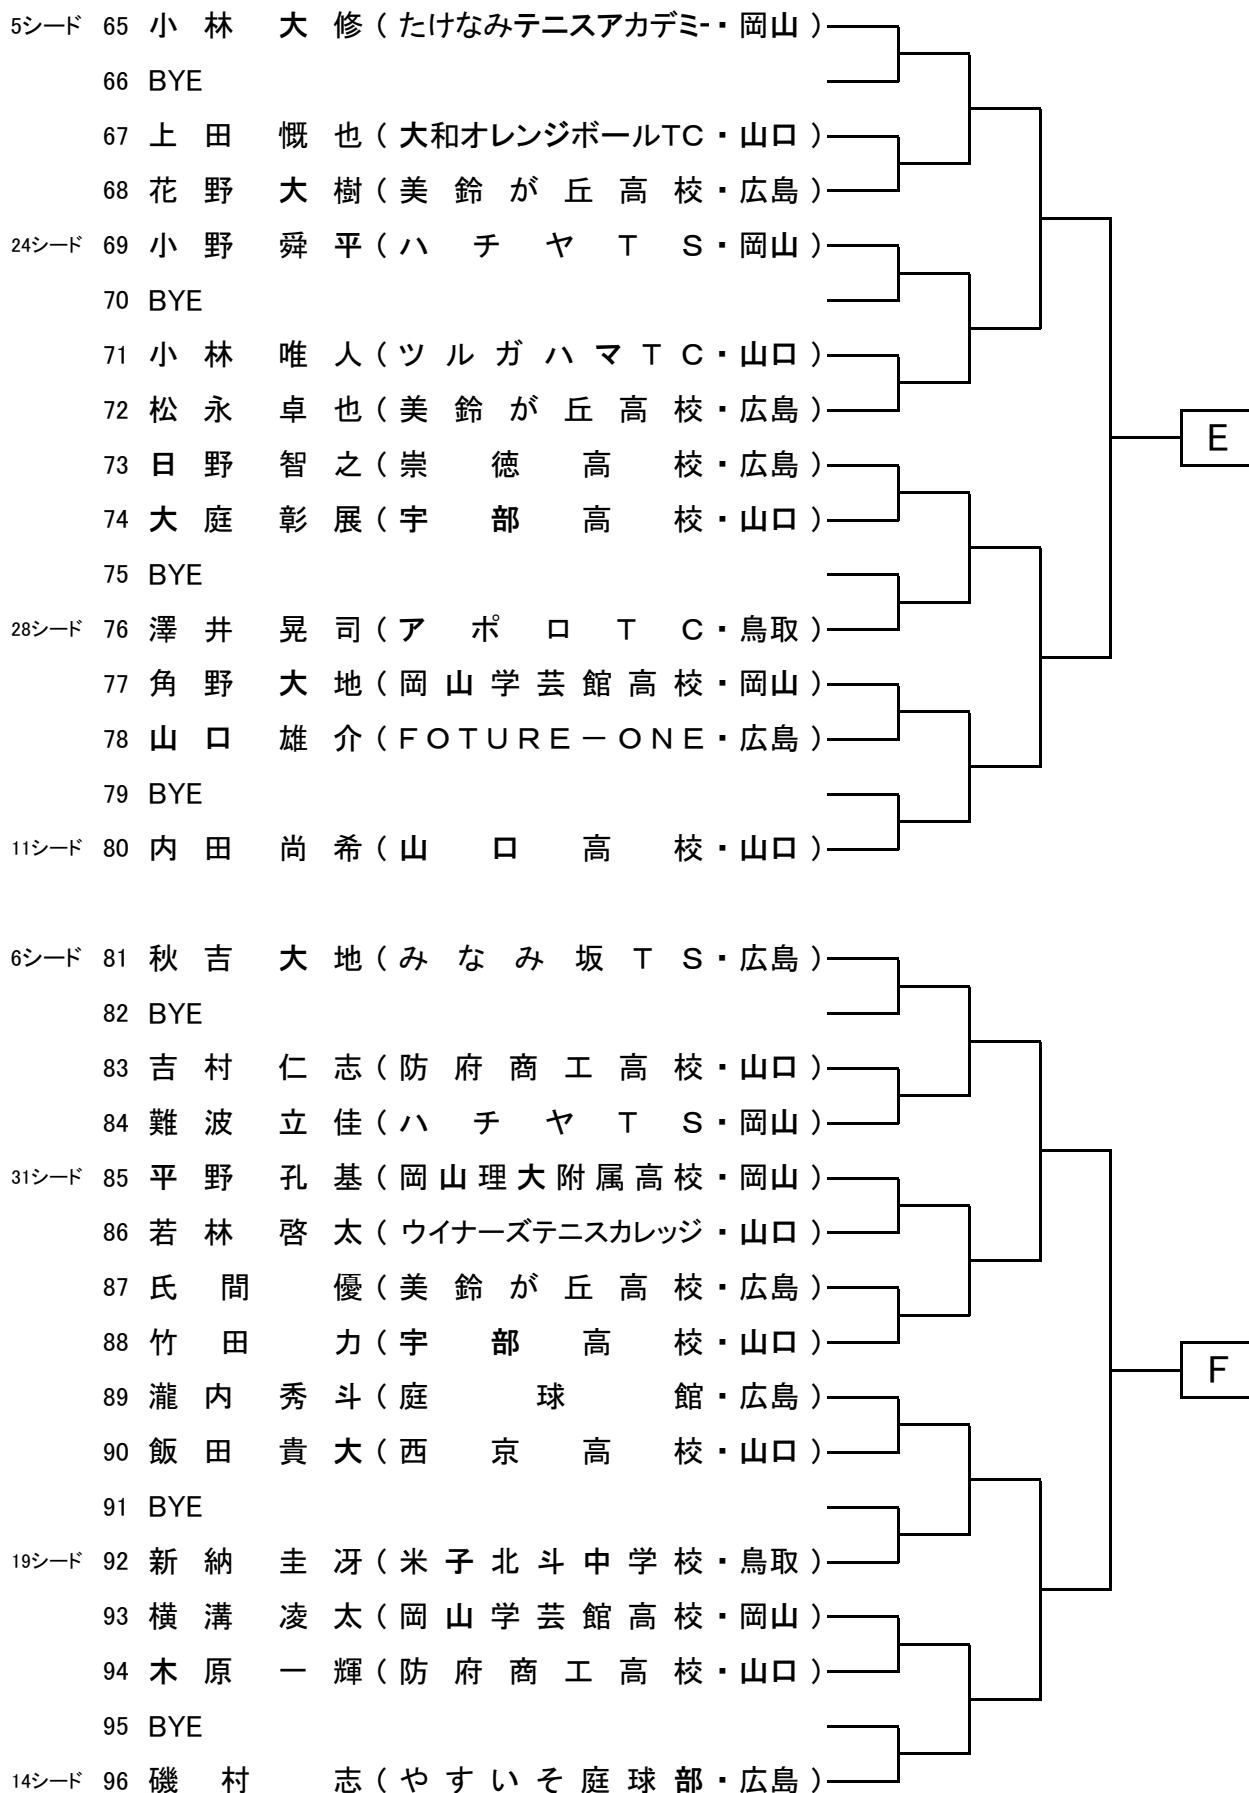 5シード 65 小林 大修 ( たけなみテニスアカデミー ・ 岡山 )
66 BYE
67 上田 慨也 ( 大和オレンジボールTC ・ 山口 )
68 花野 大樹 ( 美鈴が丘高校 ・ 広島 )
24シード 69 小野 舜平 ( ハチヤTS ・ 岡山 )
70 BYE
71 小林 唯人 ( ツルガハマTC ・ 山口 )
72 松永 卓也 ( 美鈴が丘高校 ・ 広島 )
E
73 日野 智之 ( 崇徳高校 ・ 広島 )
74 大庭 彰展 ( 宇部高校 ・ 山口 )
75 BYE
28シード 76 澤井 晃司 ( アポロTC ・ 鳥取 )
77 角野 大地 ( 岡山学芸館高校 ・ 岡山 )
78 山口 雄介 ( FOTURE－ONE ・ 広島 )
79 BYE
11シード 80 内田 尚希 ( 山口高校 ・ 山口 )
6シード 81 秋吉 大地 ( みなみ坂TS ・ 広島 )
82 BYE
83 吉村 仁志 ( 防府商工高校 ・ 山口 )
84 難波 立佳 ( ハチヤTS ・ 岡山 )
31シード 85 平野 孔基 ( 岡山理大附属高校 ・ 岡山 )
86 若林 啓太 ( ウイナーズテニスカレッジ ・ 山口 )
87 氏間 優 ( 美鈴が丘高校 ・ 広島 )
88 竹田 力 ( 宇部高校 ・ 山口 )
F
89 瀧内 秀斗 ( 庭球館 ・ 広島 )
90 飯田 貴大 ( 西京高校 ・ 山口 )
91 BYE
19シード 92 新納 圭冴 ( 米子北斗中学校 ・ 鳥取 )
93 横溝 凌太 ( 岡山学芸館高校 ・ 岡山 )
94 木原 一輝 ( 防府商工高校 ・ 山口 )
95 BYE
14シード 96 磯村 志 ( やすいそ庭球部 ・ 広島 )